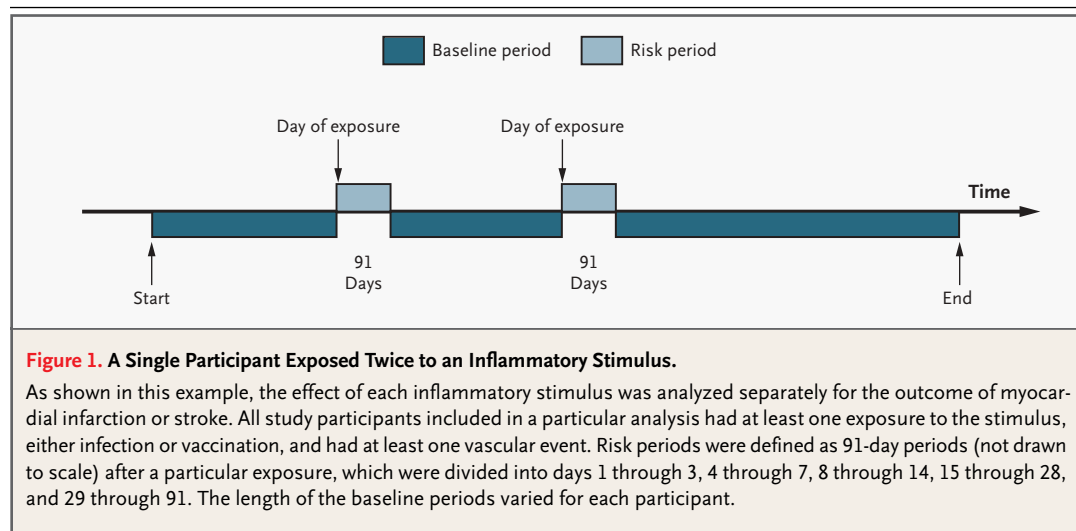 Baseline period
Risk period
Day of exposure
Day of exposure
Time
91
Days
91
Days
Start
End
Figure 1. A Single Participant Exposed Twice to an Inflammatory Stimulus.
As shown in this example, the effect of each inflammatory stimulus was analyzed separately for the outcome of myocar-
dial infarction or stroke. All study participants included in a particular analysis had at least one exposure to the stimulus,
either infection or vaccination, and had at least one vascular event. Risk periods were defined as 91-day periods (not drawn
to scale) after a particular exposure, which were divided into days 1 through 3, 4 through 7, 8 through 14, 15 through 28,
and 29 through 91. The length of the baseline periods varied for each participant.